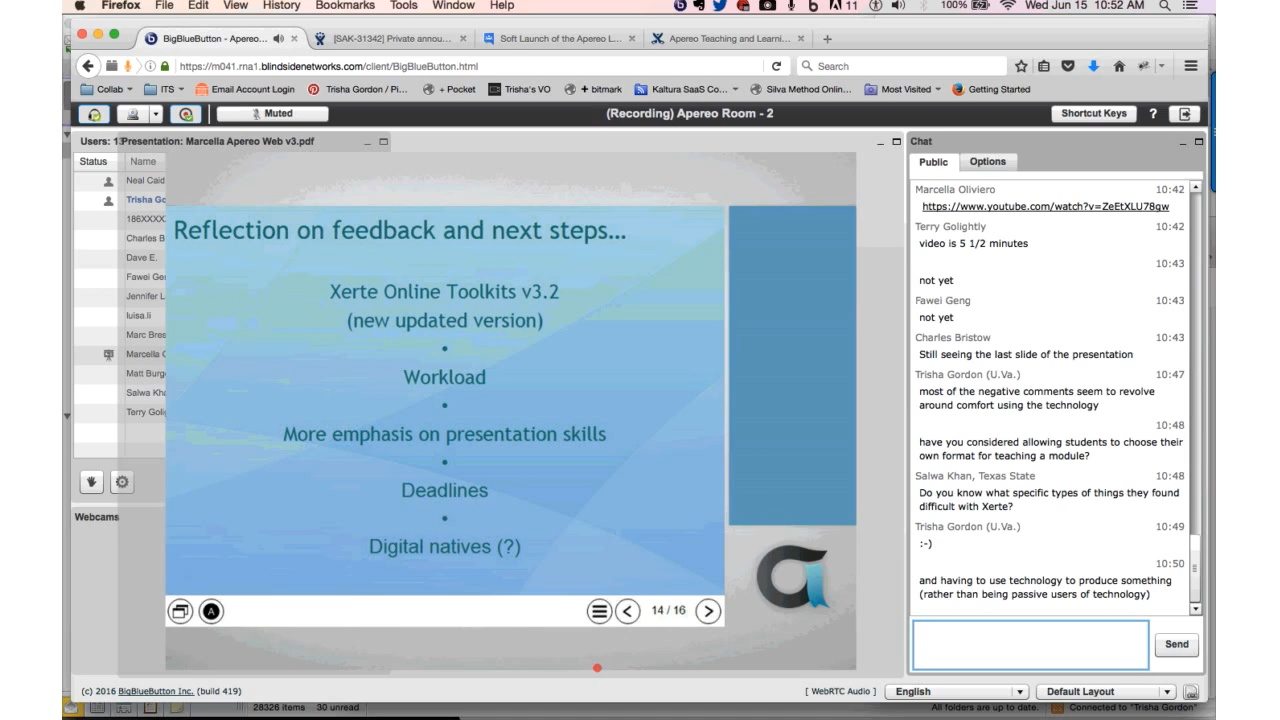 Firefox File Edit View History Bookmarks Tools Window Help 11 100% Wed Jun 15 10:52 AM
BigBlueButton - Apereo... × [SAK-31342] Private annou... × Soft Launch of the Apereo L... × Apereo Teaching and Learni... × +
https://m041.rna1.blindsidenetworks.com/client/BigBlueButton.html Search
Collab ITS Email Account Login Trisha Gordon / Pi... + Pocket Trisha's VO + bitmark Kaltura SaaS Co... Silva Method Onlin... Most Visited Getting Started
Muted (Recording) Apereo Room - 2 Shortcut Keys ?
Users: 13 Presentation: Marcella Apereo Web v3.pdf
Status Name
Neal Caid
Trisha Gc
186XXXX
Charles B
Dave E.
Fawei Ge
Jennifer L
luisa.li
Marc Bres
Marcella
Matt Burg
Salwa Kh
Terry Goli
Webcams
Reflection on feedback and next steps...
Xerte Online Toolkits v3.2
(new updated version)
•
Workload
•
More emphasis on presentation skills
•
Deadlines
•
Digital natives (?)
A 14 / 16
Chat
Public Options
Marcella Oliviero 10:42
https://www.youtube.com/watch?v=ZeEtXLU78gw
Terry Golightly 10:42
video is 5 1/2 minutes
10:43
not yet
Fawei Geng 10:43
not yet
Charles Bristow 10:43
Still seeing the last slide of the presentation
Trisha Gordon (U.Va.) 10:47
most of the negative comments seem to revolve
around comfort using the technology
10:48
have you considered allowing students to choose their
own format for teaching a module?
Salwa Khan, Texas State 10:48
Do you know what specific types of things they found
difficult with Xerte?
Trisha Gordon (U.Va.) 10:49
:-)
10:50
and having to use technology to produce something
(rather than being passive users of technology)
Send
(c) 2016 BigBlueButton Inc. (build 419) [ WebRTC Audio ] English Default Layout
28326 items 30 unread All folders are up to date. Connected to "Trisha Gordon"